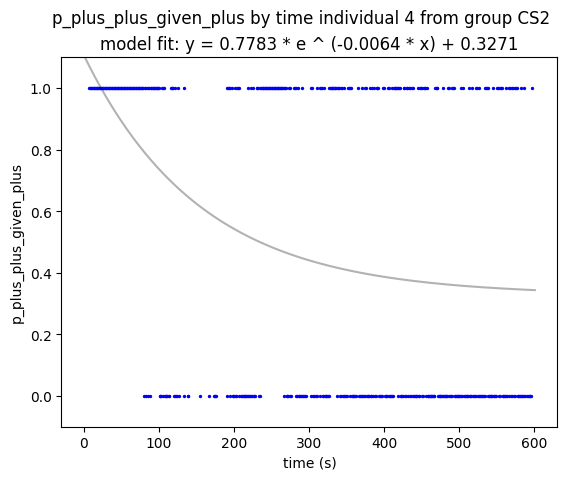 p_plus_plus_given_plus by time individual 4 from group CS2
model fit: y = 0.7783 * e ^ (-0.0064 * x) + 0.3271
p_plus_plus_given_plus
1.0
0.8
0.6
0.4
0.2
0.0
0 100 200 300 400 500 600
time (s)